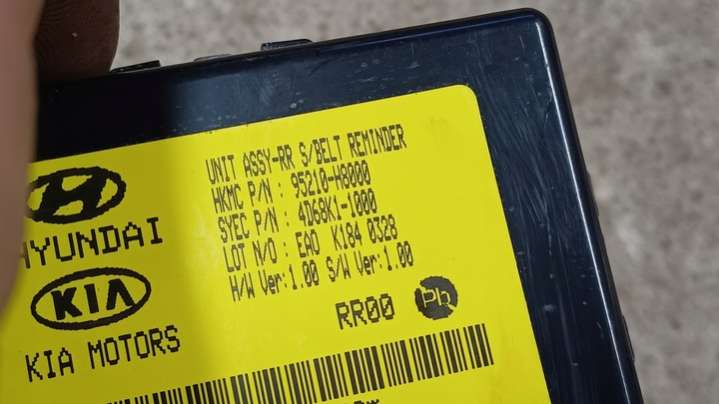 UNIT ASSY-RR S/BELT REMINDER
HKMC P/N : 95210-H8000
SYEC P/N : 4D68K1-1000
LOT N/O : EAO K184 0328
H/W Ver:1.00 S/W Ver:1.00
HYUNDAI
KIA
KIA MOTORS
RR00 Pb